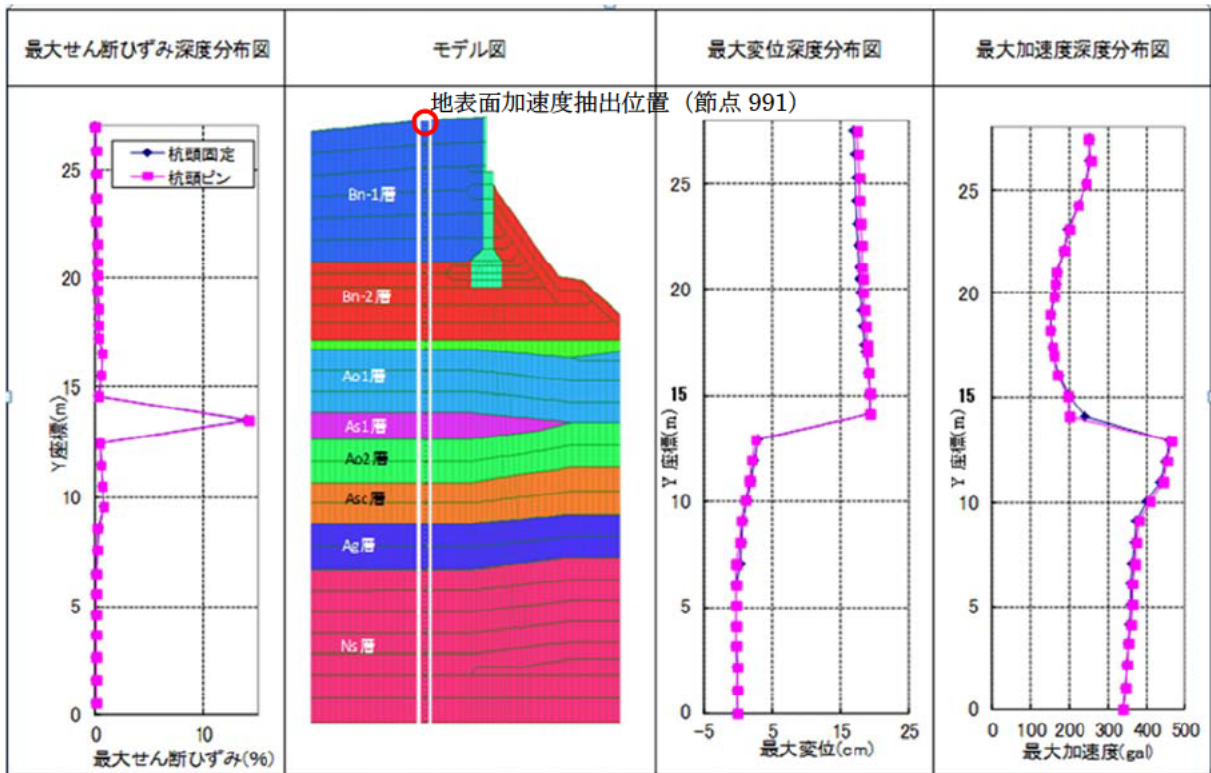 最大せん断ひずみ深度分布図
モデル図
最大変位深度分布図
最大加速度深度分布図
地表面加速度抽出位置（節点 991）
杭頭固定
杭頭ピン
25
20
15
10
5
0
Y座標(m)
0
10
最大せん断ひずみ(%)
Bn-1層
Bn-2層
Ao1層
As1層
Ao2層
Asc層
Ag層
Ns層
25
20
15
10
5
0
Y 座標(m)
-5
5
15
25
最大変位(cm)
25
20
15
10
5
0
Y 座標(m)
0
100
200
300
400
500
最大加速度(gal)